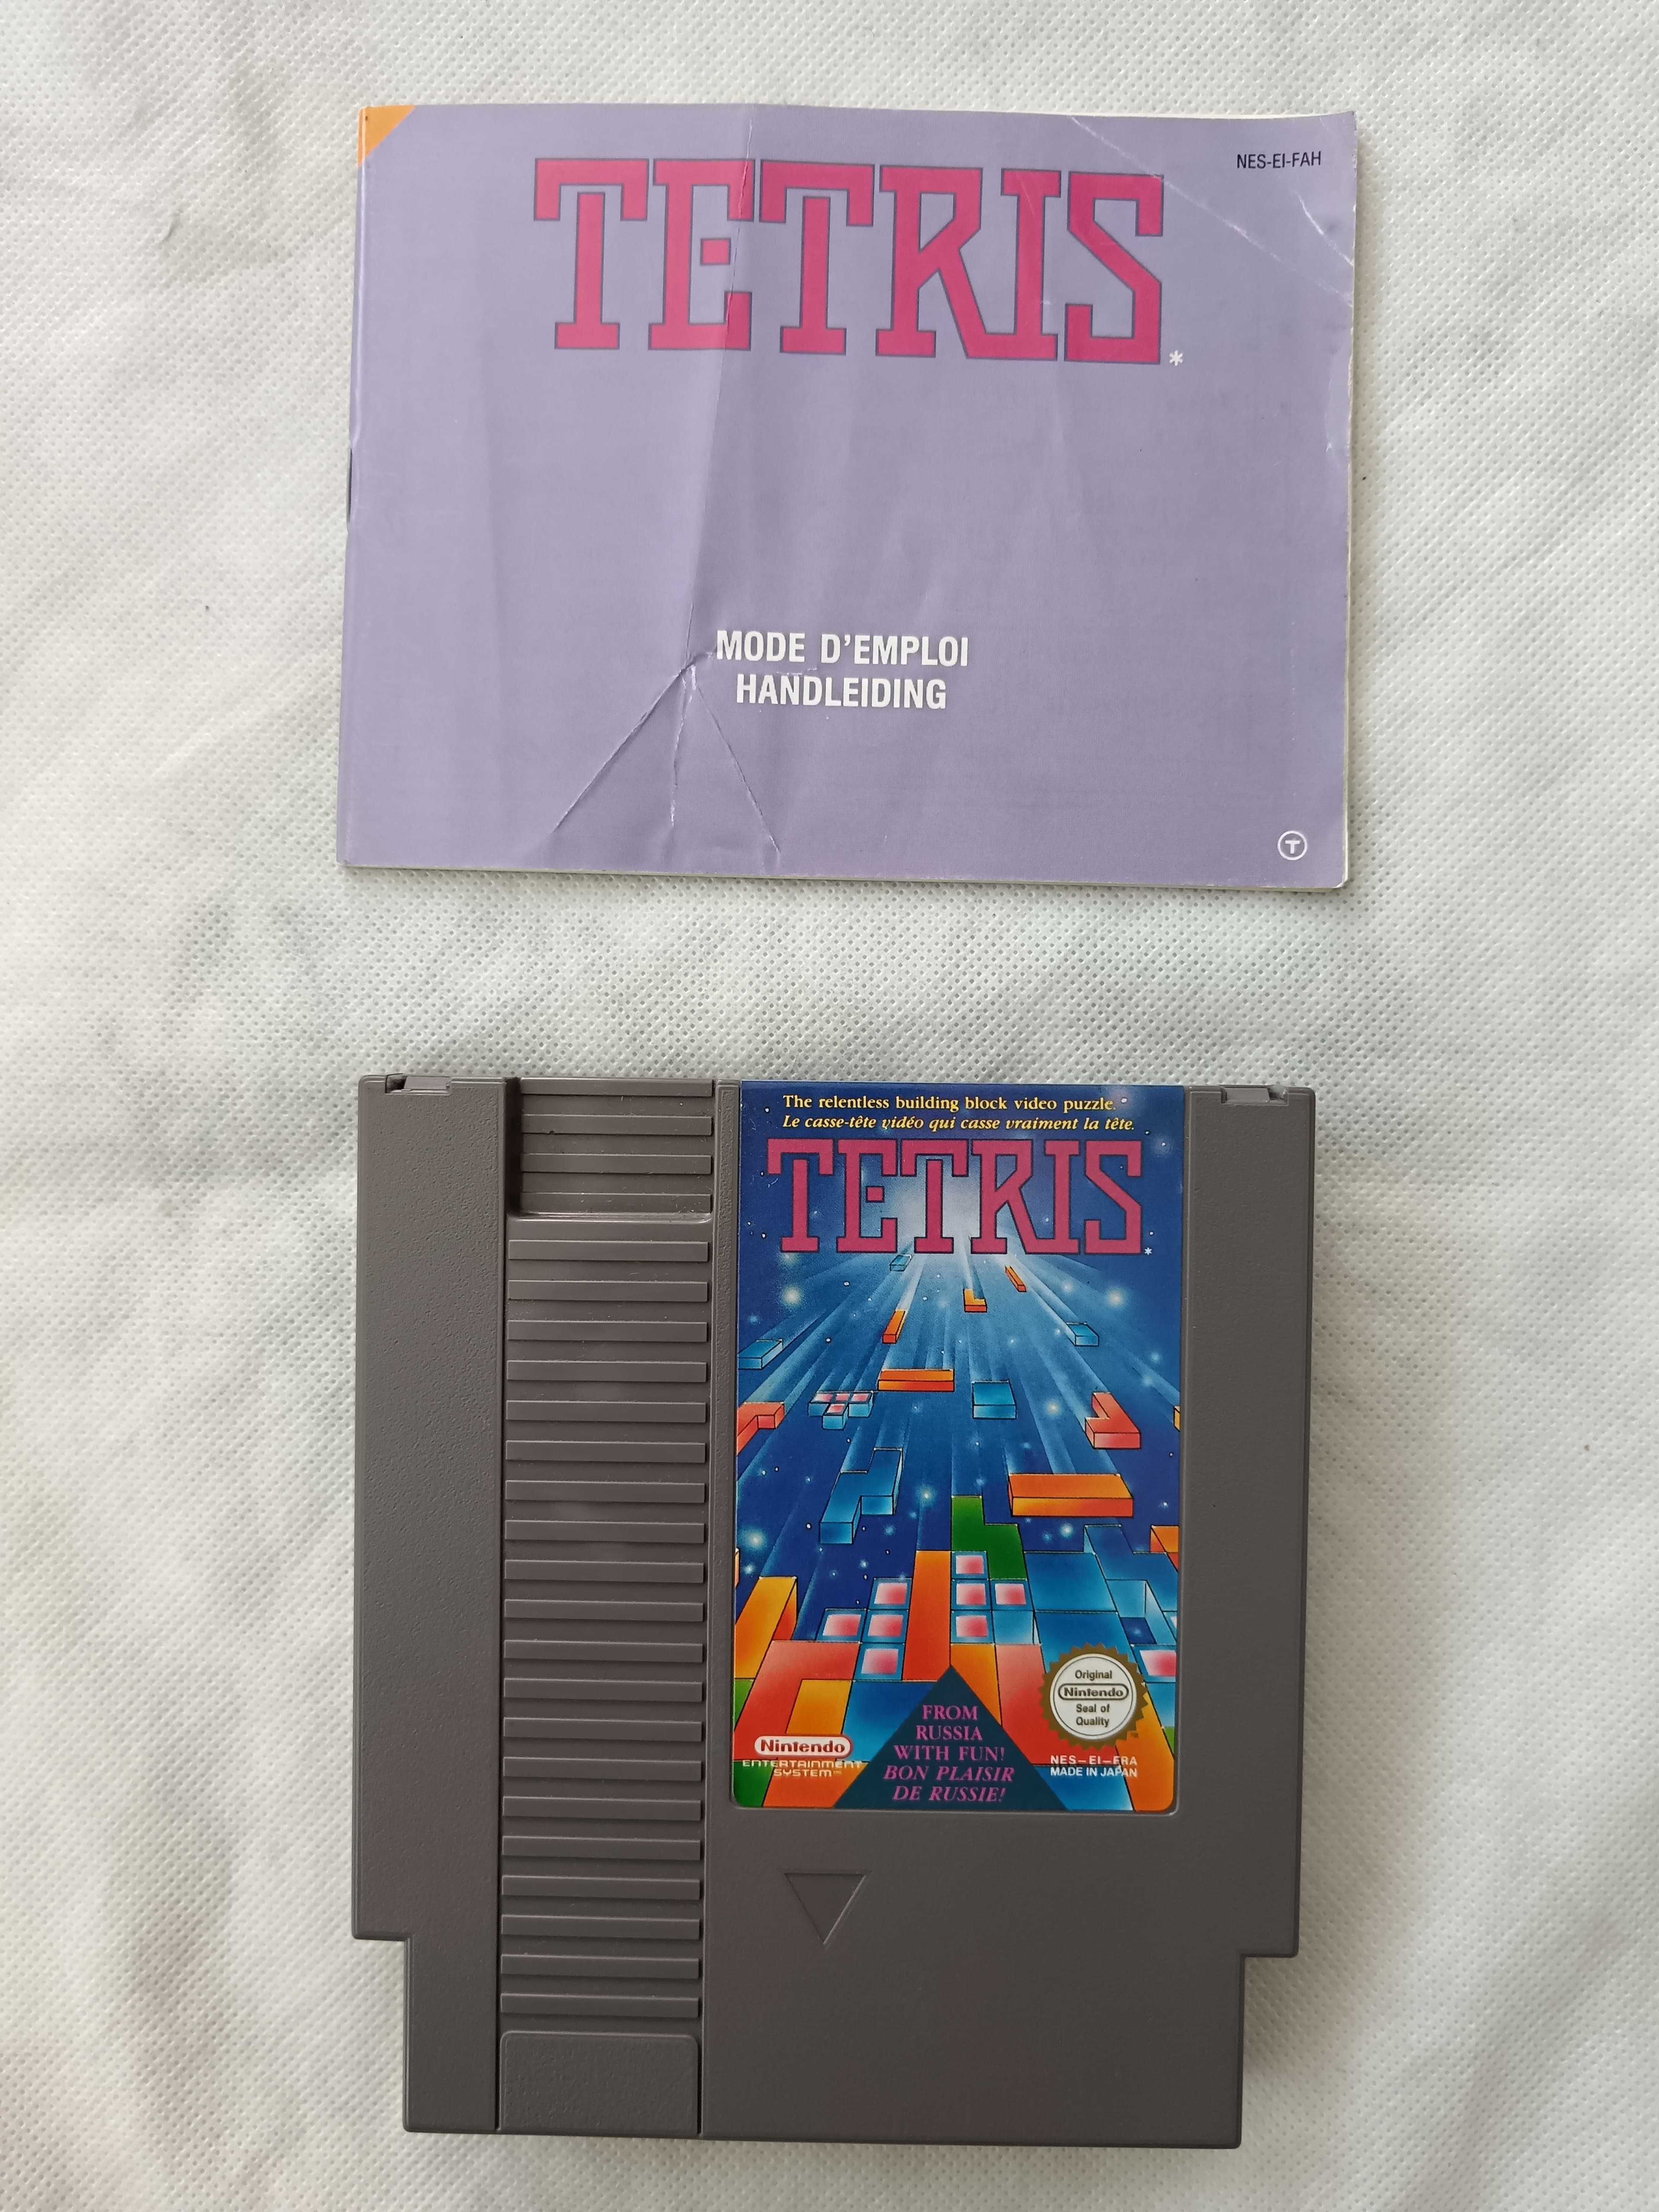 NES-EI-FAH
TETRIS*
MODE D'EMPLOI
HANDLEIDING
T
The relentless building block video puzzle.
Le casse-tête vidéo qui casse vraiment la tête.
TETRIS*
Original
Nintendo
Seal of
Quality
FROM
RUSSIA
WITH FUN!
BON PLAISIR
DE RUSSIE!
Nintendo
ENTERTAINMENT
SYSTEM
NES-EI-FRA
MADE IN JAPAN